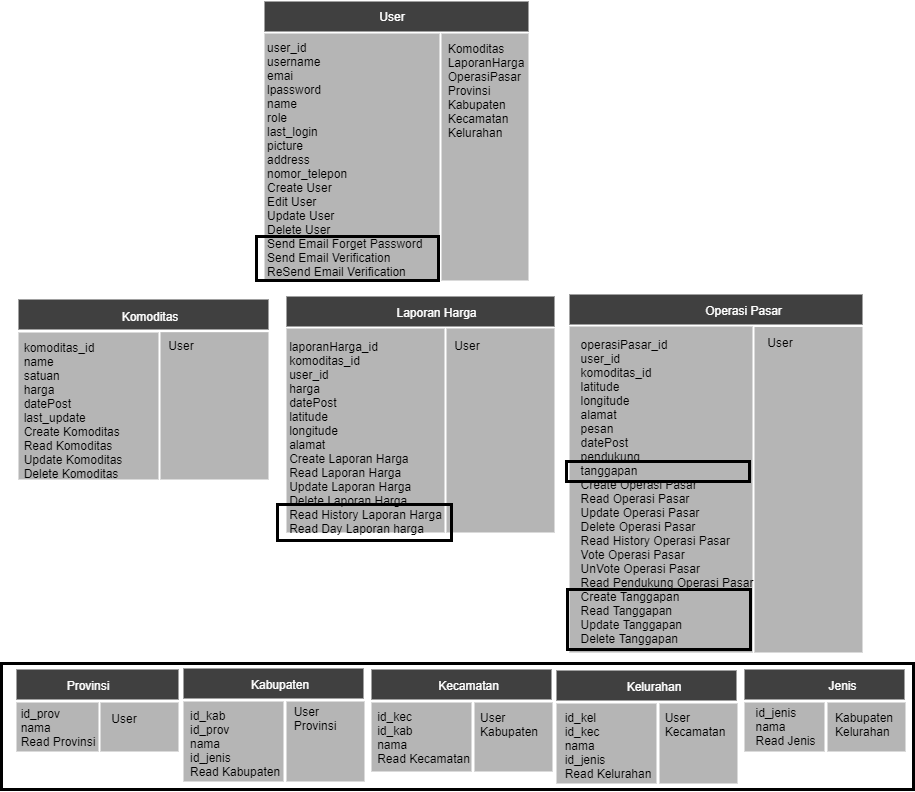 User
user_id
username
emai
lpassword
name
role
last_login
picture
address
nomor_telepon
Create User
Edit User
Update User
Delete User
Send Email Forget Password
Send Email Verification
ReSend Email Verification
Komoditas
LaporanHarga
OperasiPasar
Provinsi
Kabupaten
Kecamatan
Kelurahan
Komoditas
komoditas_id
name
satuan
harga
datePost
last_update
Create Komoditas
Read Komoditas
Update Komoditas
Delete Komoditas
User
Laporan Harga
laporanHarga_id
komoditas_id
user_id
harga
datePost
latitude
longitude
alamat
Create Laporan Harga
Read Laporan Harga
Update Laporan Harga
Delete Laporan Harga
Read History Laporan Harga
Read Day Laporan harga
User
Operasi Pasar
operasiPasar_id
user_id
komoditas_id
latitude
longitude
alamat
pesan
datePost
pendukung
tanggapan
Create Operasi Pasar
Read Operasi Pasar
Update Operasi Pasar
Delete Operasi Pasar
Read History Operasi Pasar
Vote Operasi Pasar
UnVote Operasi Pasar
Read Pendukung Operasi Pasar
Create Tanggapan
Read Tanggapan
Update Tanggapan
Delete Tanggapan
User
Provinsi
id_prov
nama
Read Provinsi
User
Kabupaten
id_kab
id_prov
nama
id_jenis
Read Kabupaten
User
Provinsi
Kecamatan
id_kec
id_kab
nama
Read Kecamatan
User
Kabupaten
Kelurahan
id_kel
id_kec
nama
id_jenis
Read Kelurahan
User
Kecamatan
Jenis
id_jenis
nama
Read Jenis
Kabupaten
Kelurahan